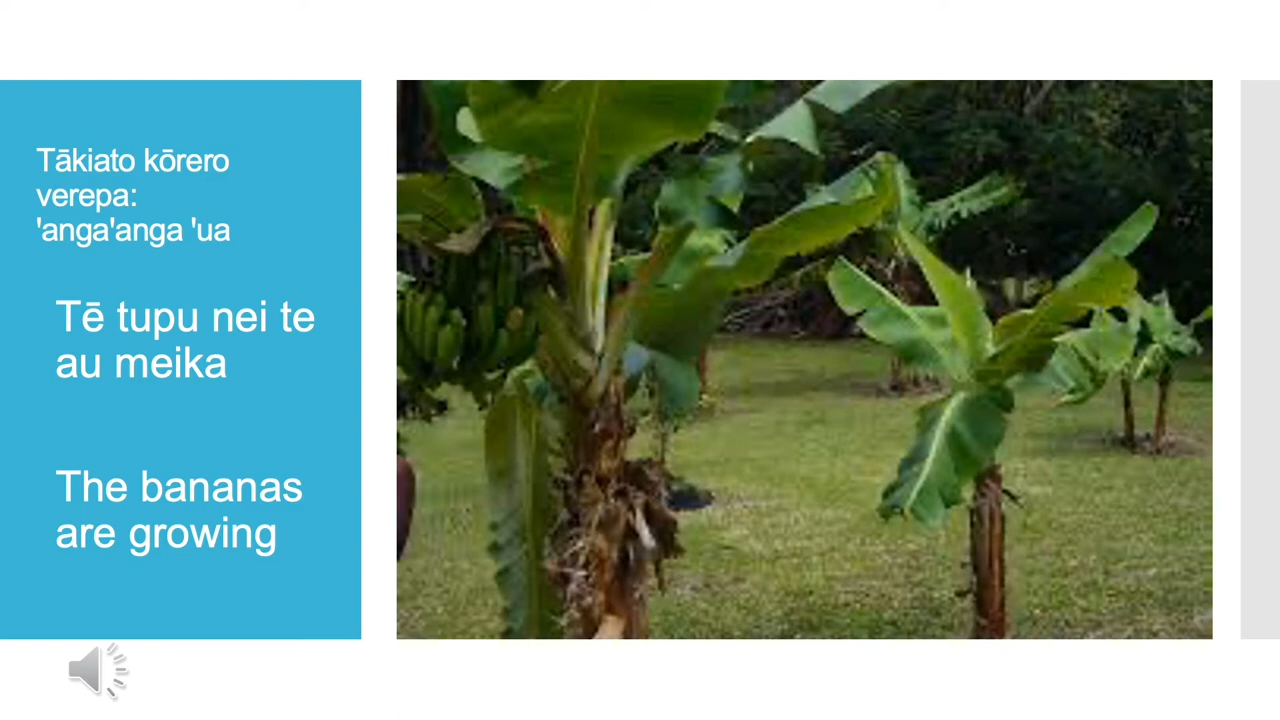 Tākiato kōrero
verepa:
'anga'anga 'ua
Tē tupu nei te
au meika
The bananas
are growing